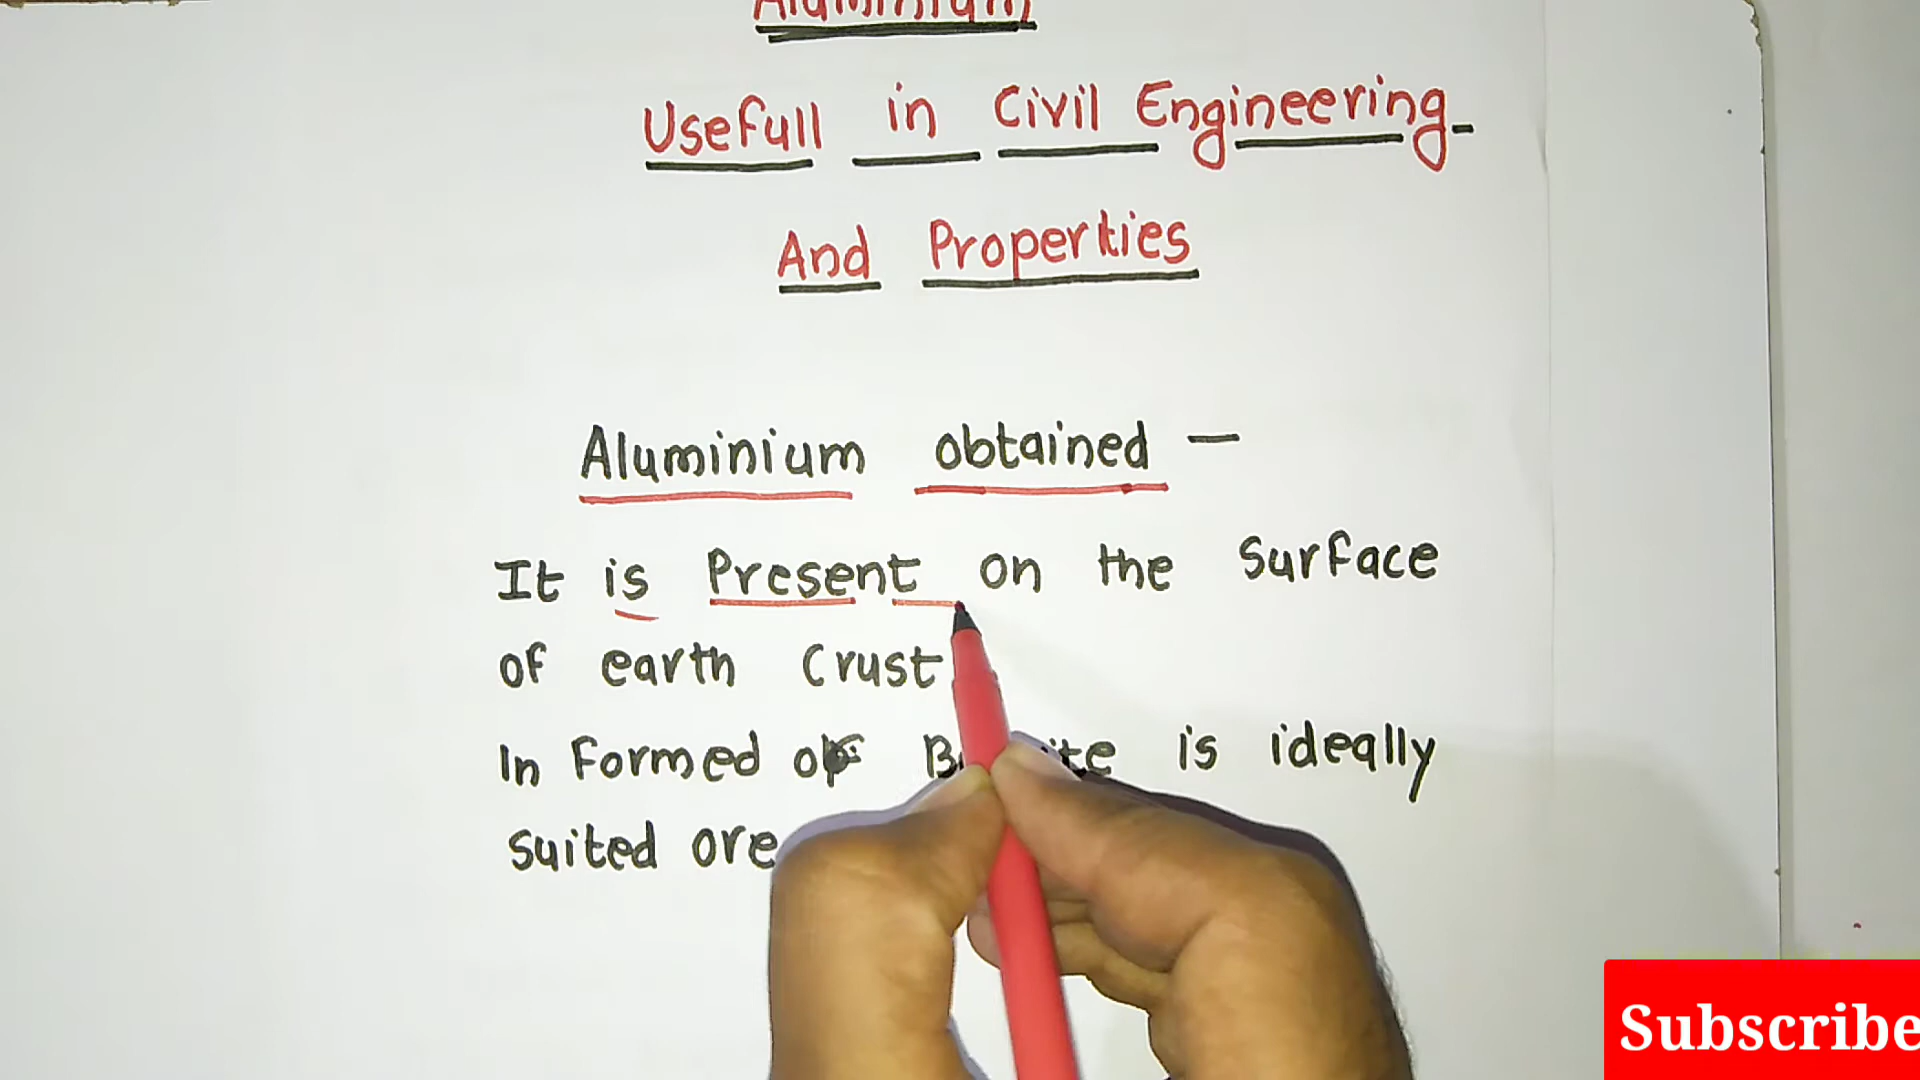 Aluminium
Usefull in Civil Engineering
And Properties
Aluminium obtained —
It is Present on the Surface
of earth Crust
In Formed of is ideally
suited ore
Subscribe